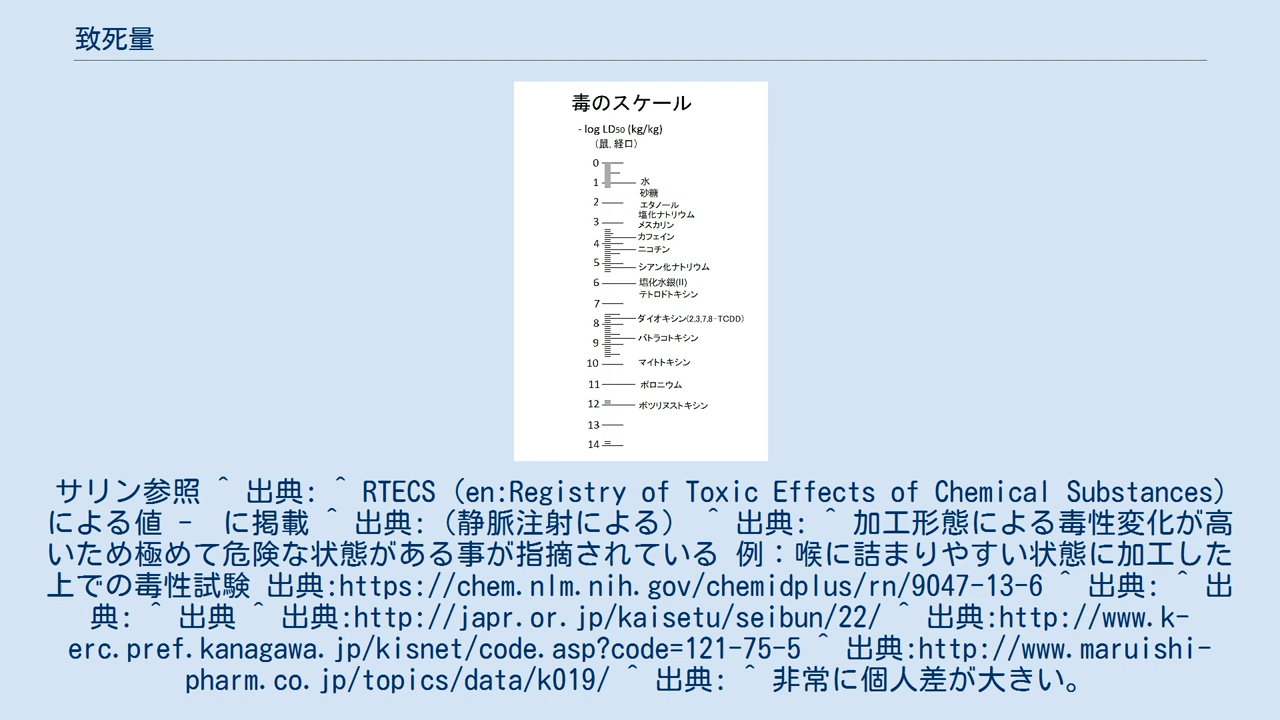 致死量
毒のスケール
- log LD50 (kg/kg)
(鼠, 経口)
0
1 水
砂糖
2 エタノール
塩化ナトリウム
3 メスカリン
カフェイン
4 ニコチン
5 シアン化ナトリウム
6 塩化水銀(II)
テトロドトキシン
7
ダイオキシン(2,3,7,8-TCDD)
8
バトラコトキシン
9
10 マイトトキシン
11 ポロニウム
12 ボツリヌストキシン
13
14
サリン参照 ^ 出典: ^ RTECS (en:Registry of Toxic Effects of Chemical Substances)
による値 - に掲載 ^ 出典:(静脈注射による) ^ 出典: ^ 加工形態による毒性変化が高
いため極めて危険な状態がある事が指摘されている 例：喉に詰まりやすい状態に加工した
上での毒性試験 出典:https://chem.nlm.nih.gov/chemidplus/rn/9047-13-6 ^ 出典: ^ 出
典: ^ 出典 ^ 出典:http://japr.or.jp/kaisetu/seibun/22/ ^ 出典:http://www.k-
erc.pref.kanagawa.jp/kisnet/code.asp?code=121-75-5 ^ 出典:http://www.maruishi-
pharm.co.jp/topics/data/k019/ ^ 出典: ^ 非常に個人差が大きい。